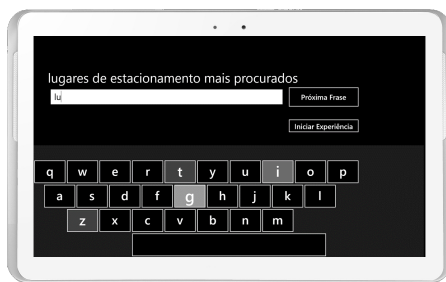 lugares de estacionamento mais procurados
lu
Próxima Frase
Iniciar Experiência
q w e r t y u i o p
a s d f g h j k l
z x c v b n m